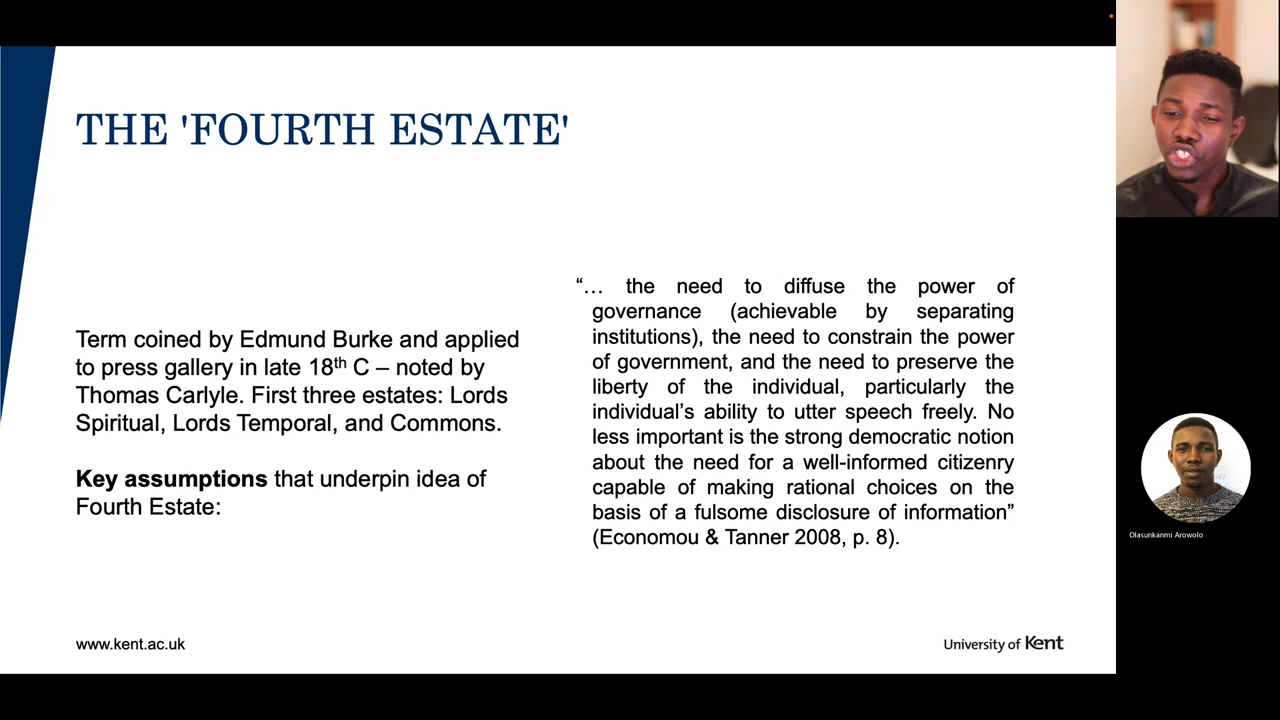 THE 'FOURTH ESTATE'
Term coined by Edmund Burke and applied
to press gallery in late 18th C – noted by
Thomas Carlyle. First three estates: Lords
Spiritual, Lords Temporal, and Commons.
Key assumptions that underpin idea of
Fourth Estate:
“… the need to diffuse the power of
governance (achievable by separating
institutions), the need to constrain the power
of government, and the need to preserve the
liberty of the individual, particularly the
individual’s ability to utter speech freely. No
less important is the strong democratic notion
about the need for a well-informed citizenry
capable of making rational choices on the
basis of a fulsome disclosure of information”
(Economou & Tanner 2008, p. 8).
www.kent.ac.uk
University of Kent
Olasunkanmi Arowolo